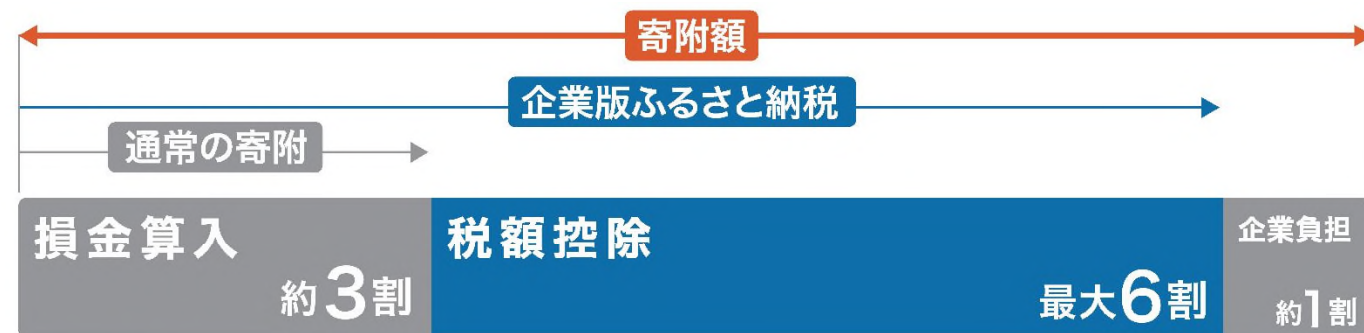 寄附額
企業版ふるさと納税
通常の寄附
損金算入
約3割
税額控除
最大6割
企業負担
約1割